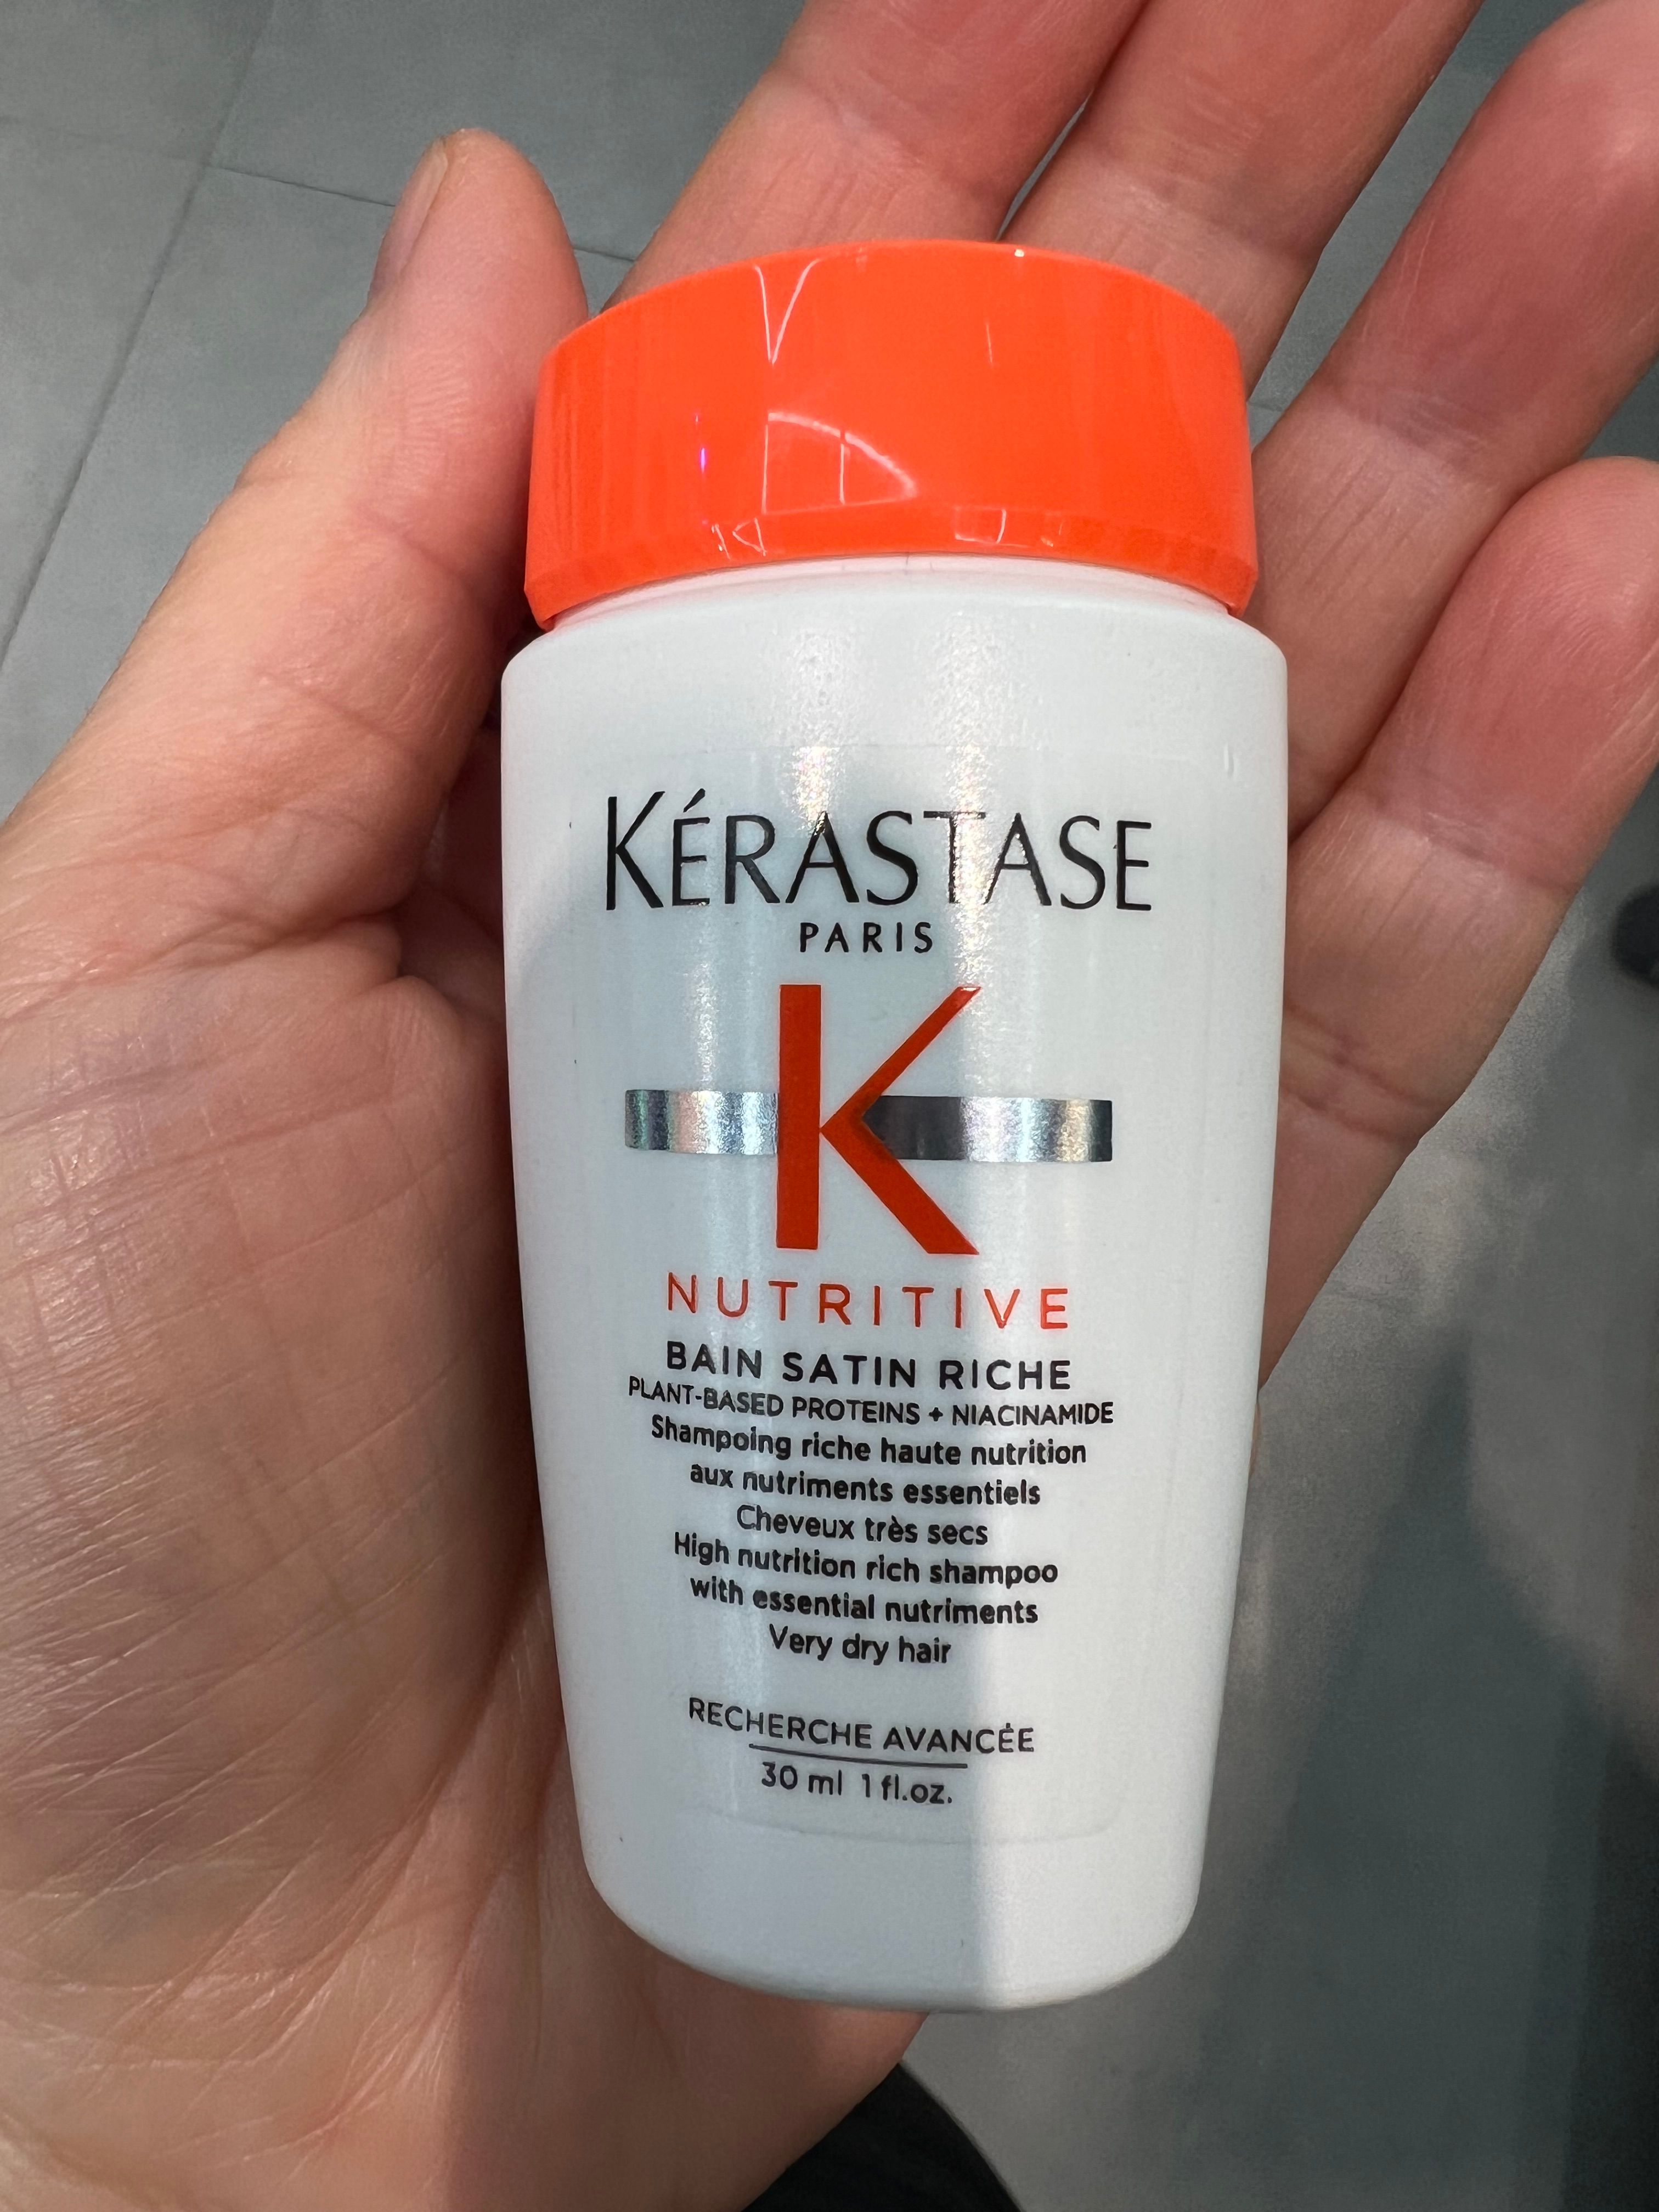 KÉRASTASE
PARIS
K
NUTRITIVE
BAIN SATIN RICHE
PLANT-BASED PROTEINS + NIACINAMIDE
Shampoing riche haute nutrition
aux nutriments essentiels
Cheveux très secs
High nutrition rich shampoo
with essential nutriments
Very dry hair
RECHERCHE AVANCÉE
30 ml 1 fl.oz.